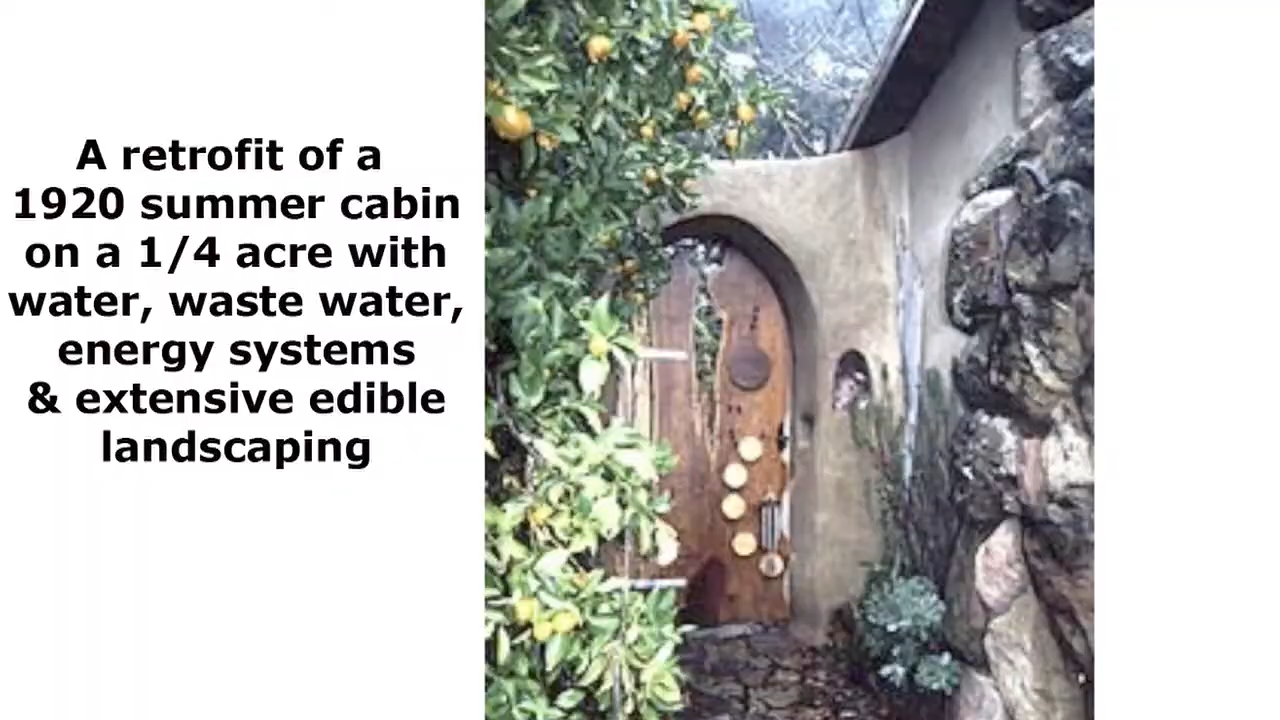 A retrofit of a
1920 summer cabin
on a 1/4 acre with
water, waste water,
energy systems
& extensive edible
landscaping